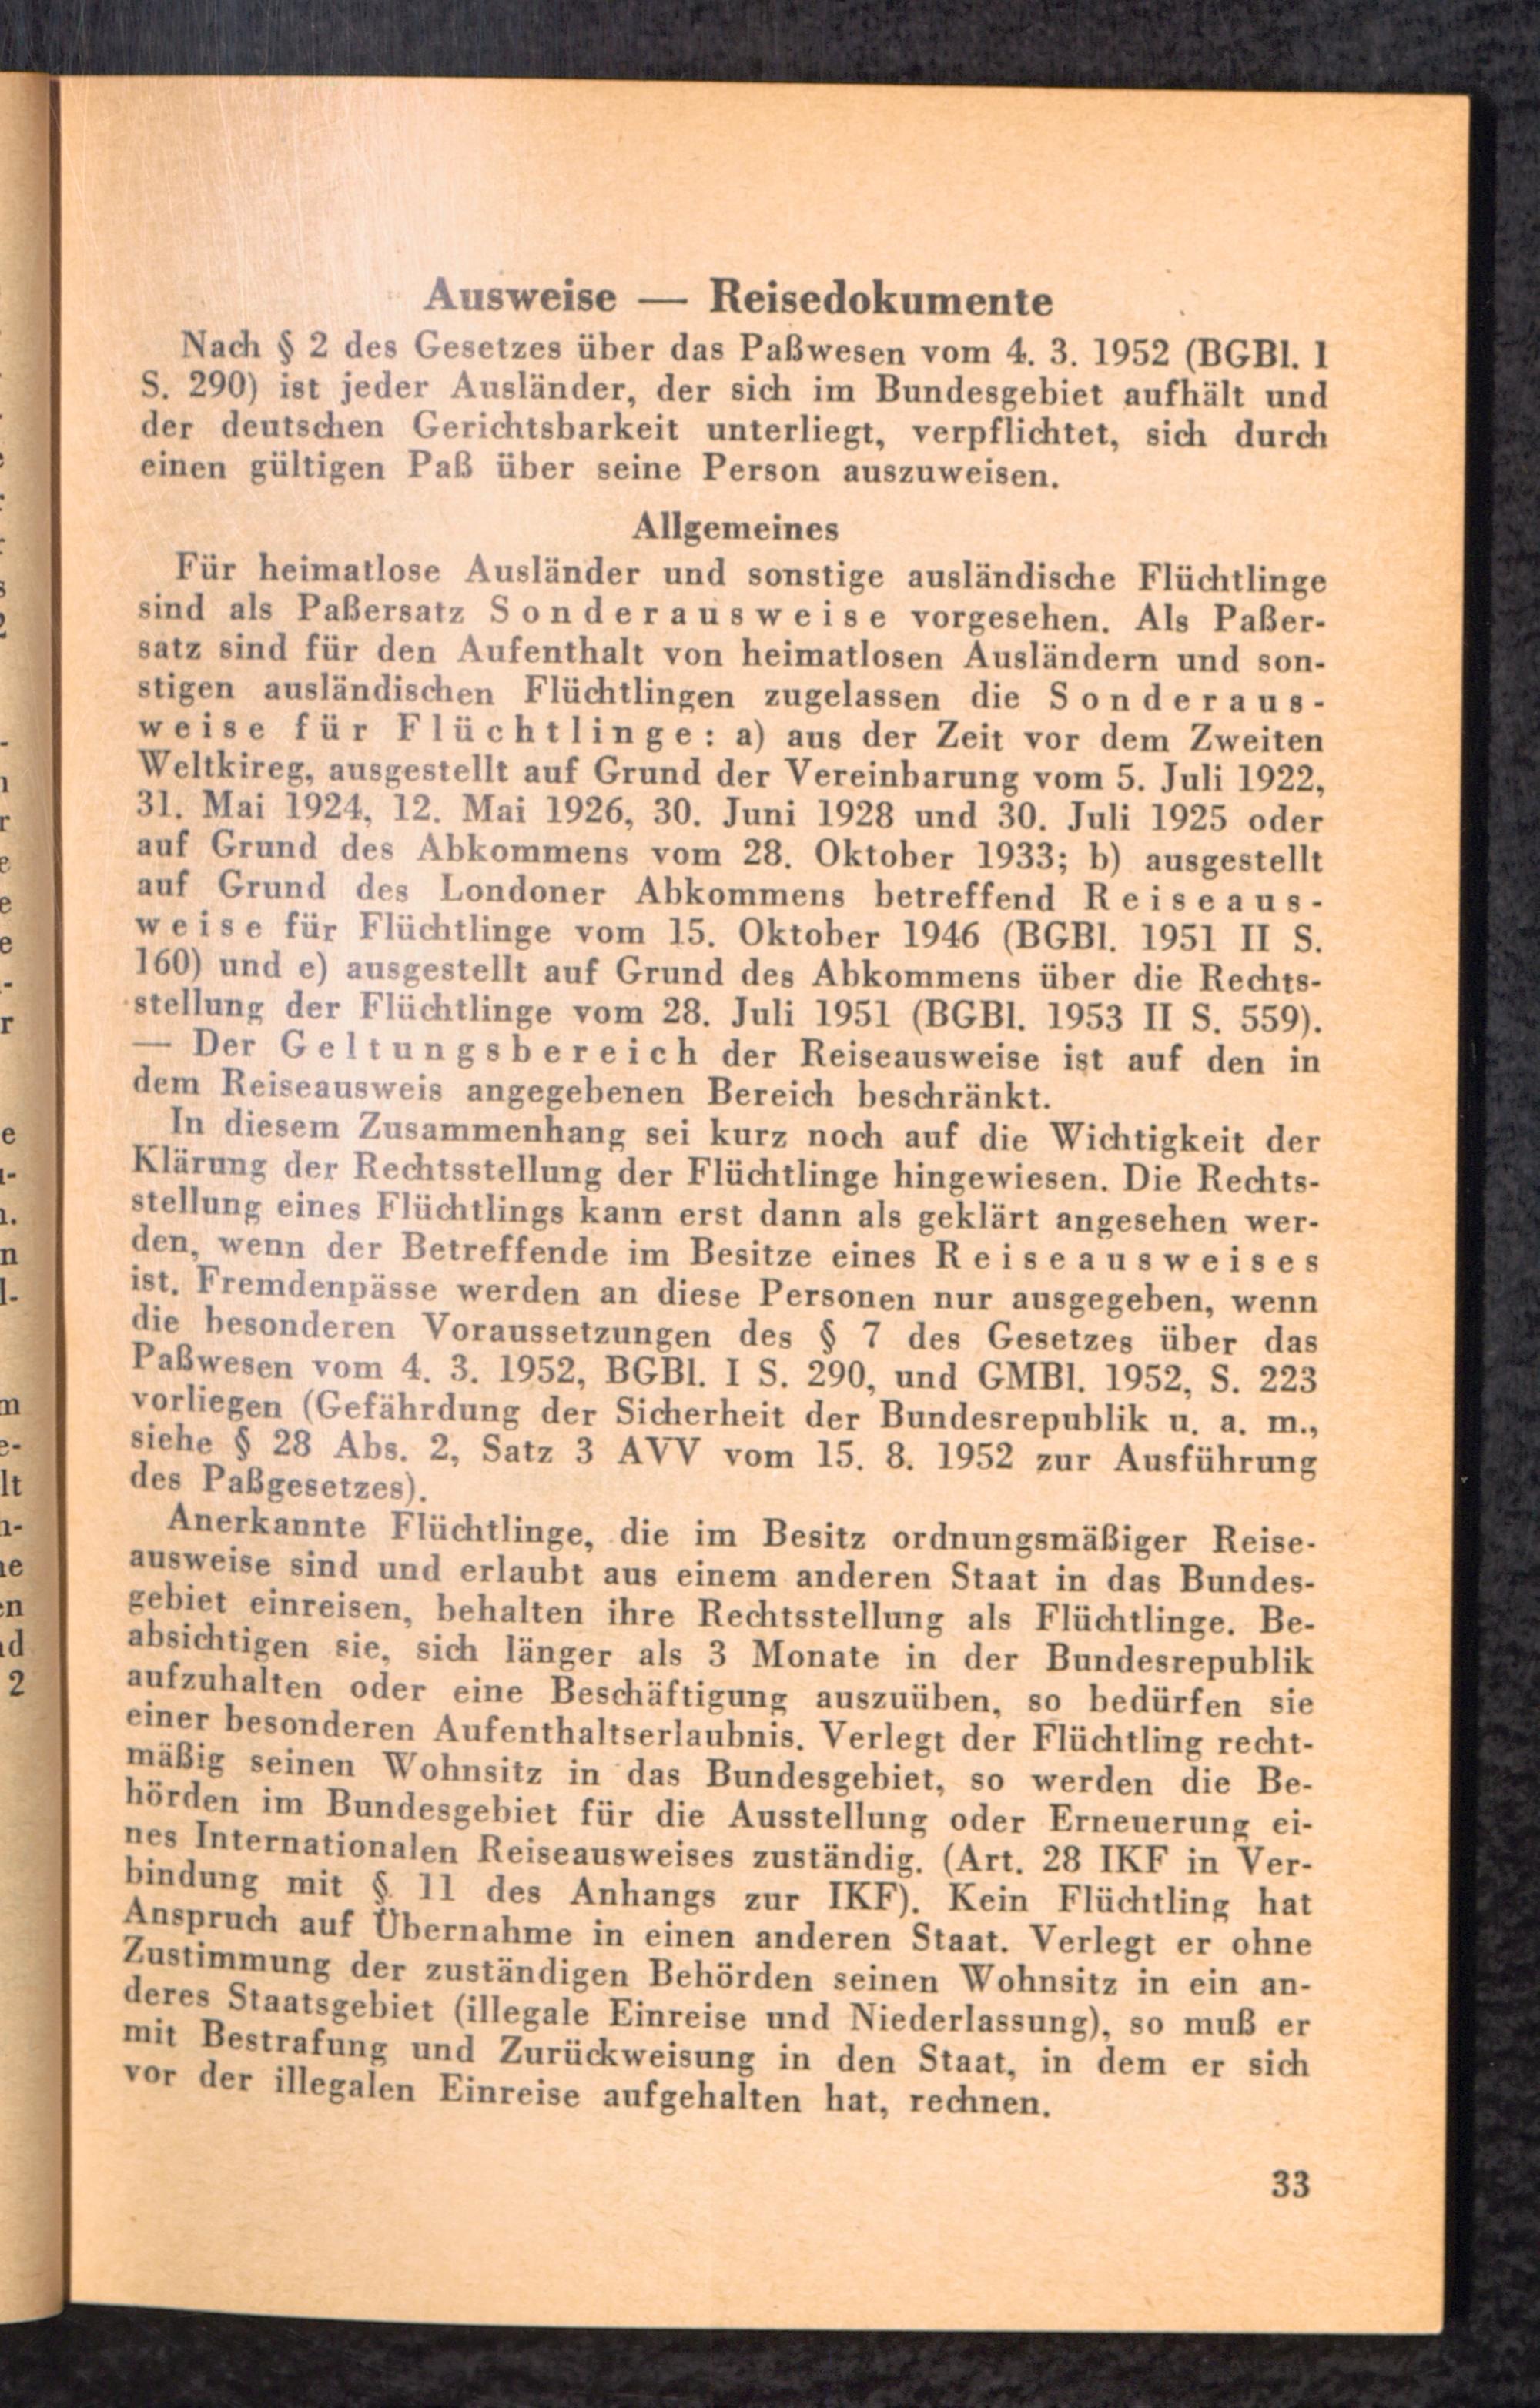 Ausweise — Reisedokumente
Nach § 2 des Gesetzes über das Paßwesen vom 4. 3. 1952 (BGBl. I
S. 290) ist jeder Ausländer, der sich im Bundesgebiet aufhält und
der deutschen Gerichtsbarkeit unterliegt, verpflichtet, sich durch
einen gültigen Paß über seine Person auszuweisen.
Allgemeines
Für heimatlose Ausländer und sonstige ausländische Flüchtlinge
sind als Paßersatz Sonderausweise vorgesehen. Als Paßer-
satz sind für den Aufenthalt von heimatlosen Ausländern und son-
stigen ausländischen Flüchtlingen zugelassen die Sonderaus-
weise für Flüchtlinge: a) aus der Zeit vor dem Zweiten
Weltkireg, ausgestellt auf Grund der Vereinbarung vom 5. Juli 1922,
31. Mai 1924, 12. Mai 1926, 30. Juni 1928 und 30. Juli 1925 oder
auf Grund des Abkommens vom 28. Oktober 1933; b) ausgestellt
auf Grund des Londoner Abkommens betreffend Reiseaus-
weise für Flüchtlinge vom 15. Oktober 1946 (BGBl. 1951 II S.
160) und e) ausgestellt auf Grund des Abkommens über die Rechts-
stellung der Flüchtlinge vom 28. Juli 1951 (BGBl. 1953 II S. 559).
— Der Geltungsbereich der Reiseausweise ist auf den in
dem Reiseausweis angegebenen Bereich beschränkt.
In diesem Zusammenhang sei kurz noch auf die Wichtigkeit der
Klärung der Rechtsstellung der Flüchtlinge hingewiesen. Die Rechts-
stellung eines Flüchtlings kann erst dann als geklärt angesehen wer-
den, wenn der Betreffende im Besitze eines Reiseausweises
ist. Fremdenpässe werden an diese Personen nur ausgegeben, wenn
die besonderen Voraussetzungen des § 7 des Gesetzes über das
Paßwesen vom 4. 3. 1952, BGBl. I S. 290, und GMBl. 1952, S. 223
vorliegen (Gefährdung der Sicherheit der Bundesrepublik u. a. m.,
siehe § 28 Abs. 2, Satz 3 AVV vom 15. 8. 1952 zur Ausführung
des Paßgesetzes).
Anerkannte Flüchtlinge, die im Besitz ordnungsmäßiger Reise-
ausweise sind und erlaubt aus einem anderen Staat in das Bundes-
gebiet einreisen, behalten ihre Rechtsstellung als Flüchtlinge. Be-
absichtigen sie, sich länger als 3 Monate in der Bundesrepublik
aufzuhalten oder eine Beschäftigung auszuüben, so bedürfen sie
einer besonderen Aufenthaltserlaubnis. Verlegt der Flüchtling recht-
mäßig seinen Wohnsitz in das Bundesgebiet, so werden die Be-
hörden im Bundesgebiet für die Ausstellung oder Erneuerung ei-
nes Internationalen Reiseausweises zuständig. (Art. 28 IKF in Ver-
bindung mit § 11 des Anhangs zur IKF). Kein Flüchtling hat
Anspruch auf Übernahme in einen anderen Staat. Verlegt er ohne
Zustimmung der zuständigen Behörden seinen Wohnsitz in ein an-
deres Staatsgebiet (illegale Einreise und Niederlassung), so muß er
mit Bestrafung und Zurückweisung in den Staat, in dem er sich
vor der illegalen Einreise aufgehalten hat, rechnen.
33